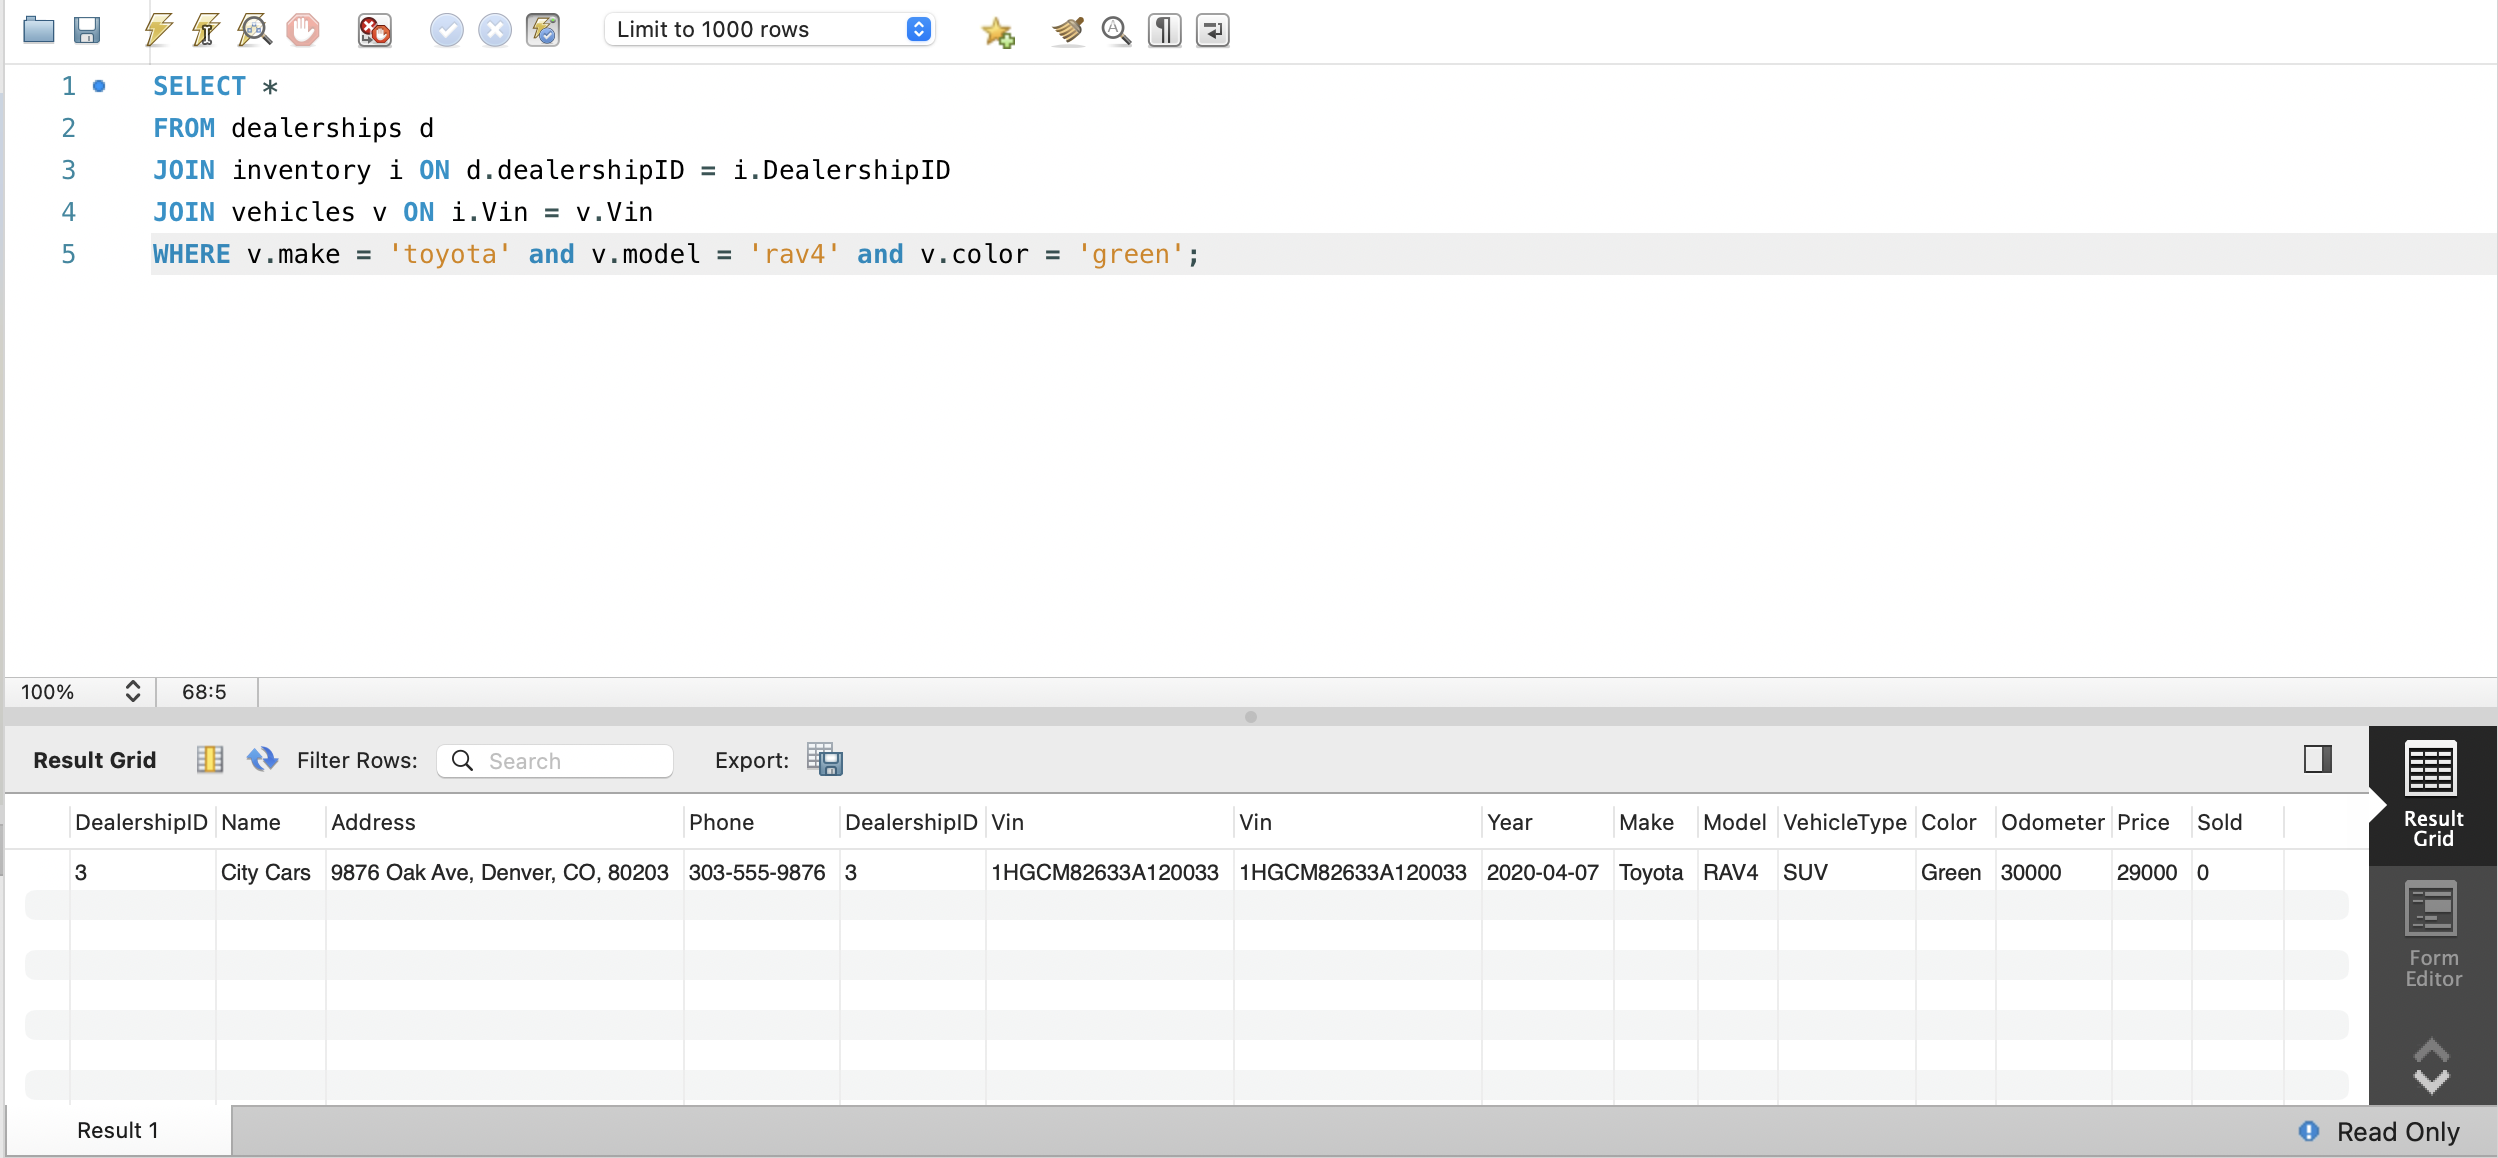 Limit to 1000 rows
1 SELECT *
2 FROM dealerships d
3 JOIN inventory i ON d.dealershipID = i.DealershipID
4 JOIN vehicles v ON i.Vin = v.Vin
5 WHERE v.make = 'toyota' and v.model = 'rav4' and v.color = 'green';
100% 68:5
Result Grid Filter Rows: Search Export:
DealershipID Name Address Phone DealershipID Vin Vin Year Make Model VehicleType Color Odometer Price Sold
3 City Cars 9876 Oak Ave, Denver, CO, 80203 303-555-9876 3 1HGCM82633A120033 1HGCM82633A120033 2020-04-07 Toyota RAV4 SUV Green 30000 29000 0
Result
Grid
Form
Editor
Result 1 Read Only